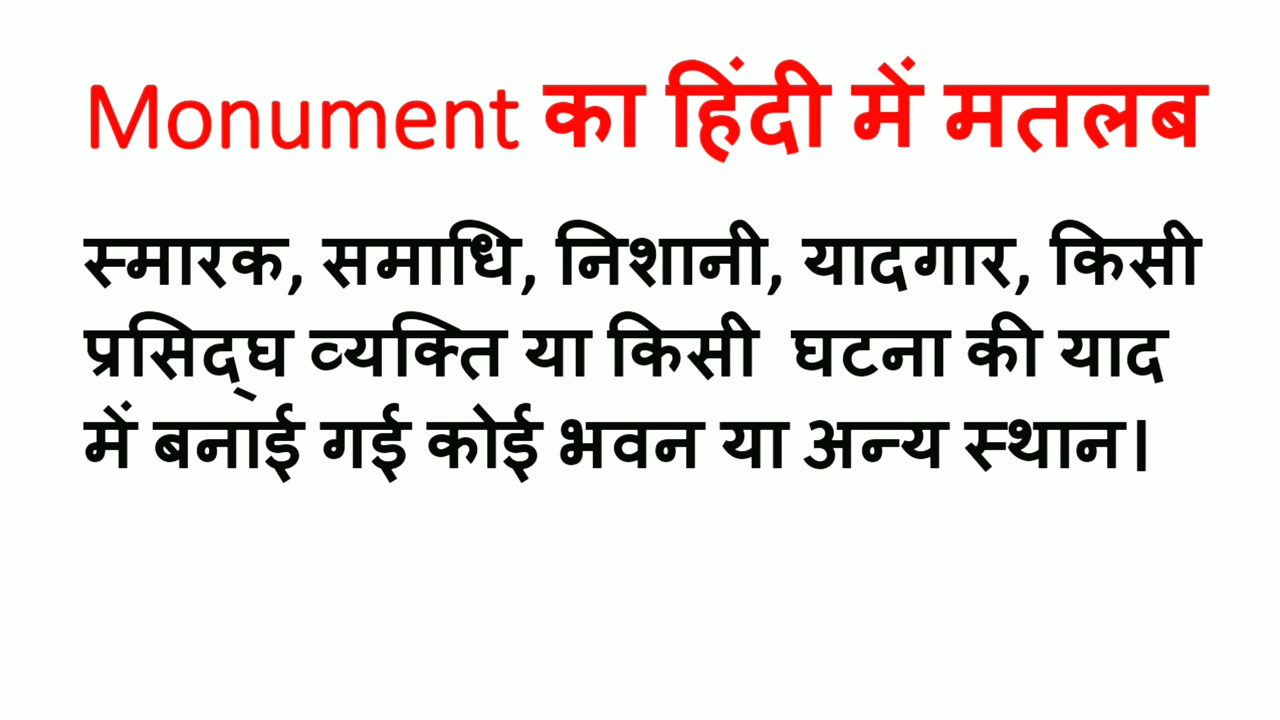 Monument का हिंदी में मतलब
स्मारक, समाधि, निशानी, यादगार, किसी
प्रसिद्‌घ व्यक्ति या किसी घटना की याद
में बनाई गई कोई भवन या अन्य स्थान।